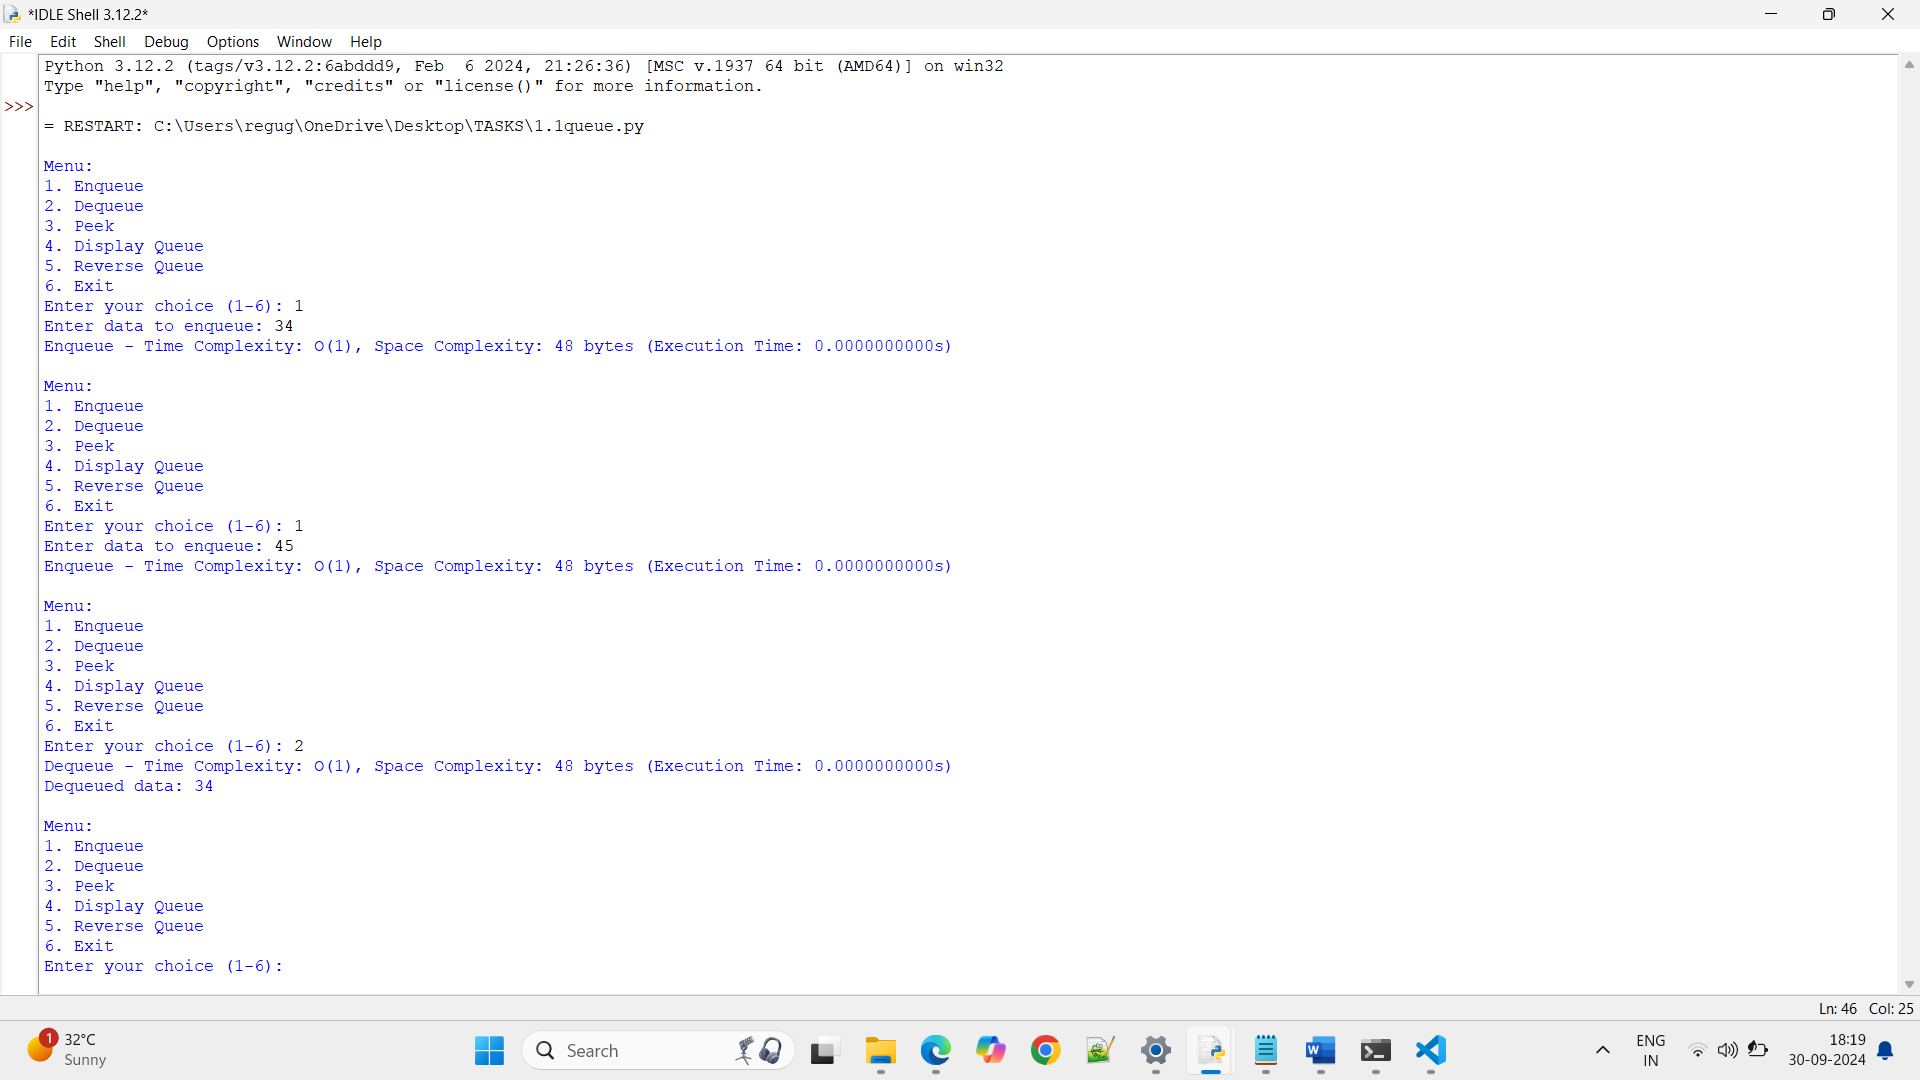 *IDLE Shell 3.12.2*
File Edit Shell Debug Options Window Help
Python 3.12.2 (tags/v3.12.2:6abddd9, Feb  6 2024, 21:26:36) [MSC v.1937 64 bit (AMD64)] on win32
Type "help", "copyright", "credits" or "license()" for more information.
>>>
= RESTART: C:\Users\regug\OneDrive\Desktop\TASKS\1.1queue.py
Menu:
1. Enqueue
2. Dequeue
3. Peek
4. Display Queue
5. Reverse Queue
6. Exit
Enter your choice (1-6): 1
Enter data to enqueue: 34
Enqueue - Time Complexity: O(1), Space Complexity: 48 bytes (Execution Time: 0.0000000000s)
Menu:
1. Enqueue
2. Dequeue
3. Peek
4. Display Queue
5. Reverse Queue
6. Exit
Enter your choice (1-6): 1
Enter data to enqueue: 45
Enqueue - Time Complexity: O(1), Space Complexity: 48 bytes (Execution Time: 0.0000000000s)
Menu:
1. Enqueue
2. Dequeue
3. Peek
4. Display Queue
5. Reverse Queue
6. Exit
Enter your choice (1-6): 2
Dequeue - Time Complexity: O(1), Space Complexity: 48 bytes (Execution Time: 0.0000000000s)
Dequeued data: 34
Menu:
1. Enqueue
2. Dequeue
3. Peek
4. Display Queue
5. Reverse Queue
6. Exit
Enter your choice (1-6):
Ln: 46 Col: 25
1
32°C
Sunny
Search
W
ENG
IN
18:19
30-09-2024